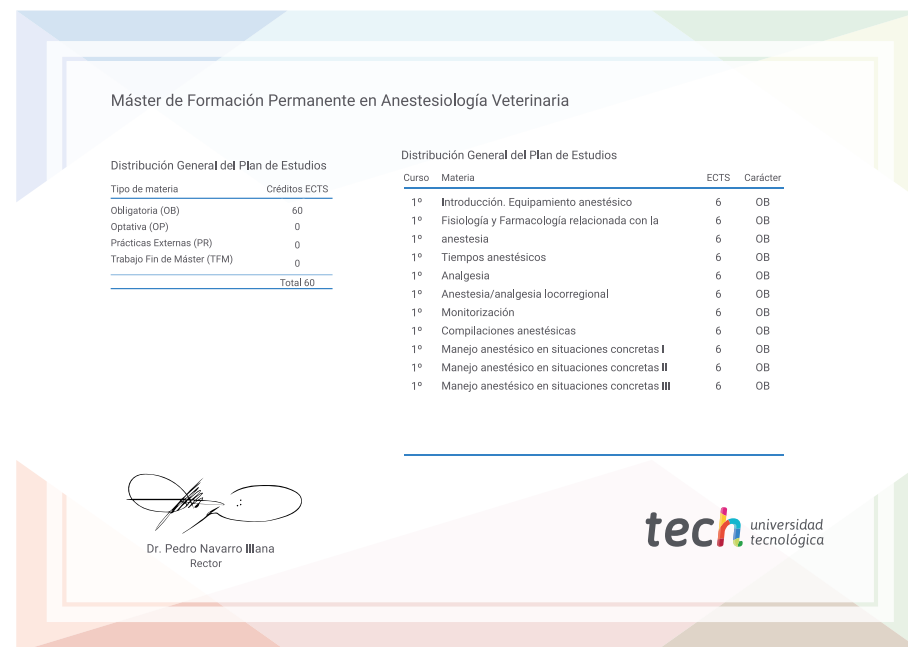 Máster de Formación Permanente en Anestesiología Veterinaria
Distribución General del Plan de Estudios
Tipo de materia Créditos ECTS
Obligatoria (OB) 60
Optativa (OP) 0
Prácticas Externas (PR) 0
Trabajo Fin de Máster (TFM) 0
Total 60
Distribución General del Plan de Estudios
Curso Materia ECTS Carácter
1º Introducción. Equipamiento anestésico 6 OB
1º Fisiología y Farmacología relacionada con la 6 OB
1º anestesia 6 OB
1º Tiempos anestésicos 6 OB
1º Analgesia 6 OB
1º Anestesia/analgesia locorregional 6 OB
1º Monitorización 6 OB
1º Compilaciones anestésicas 6 OB
1º Manejo anestésico en situaciones concretas I 6 OB
1º Manejo anestésico en situaciones concretas II 6 OB
1º Manejo anestésico en situaciones concretas III 6 OB
Dr. Pedro Navarro Illana
Rector
tech universidad
tecnológica